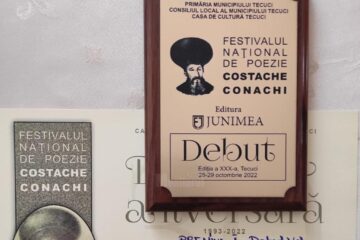 PRIMĂRIA MUNICIPIULUI TECUCI
CONSILIUL LOCAL AL MUNICIPIULUI TECUCI
CASA DE CULTURĂ TECUCI
FESTIVALUL
NAȚIONAL
DE POEZIE
COSTACHE
CONACHI
Editura
JUNIMEA
Debut
Ediția a XXX-a, Tecuci
25-29 octombrie 2022
FESTIVALUL
NAȚIONAL
DE POEZIE
COSTACHE
CONACHI
CA
aniversară
1993-2022